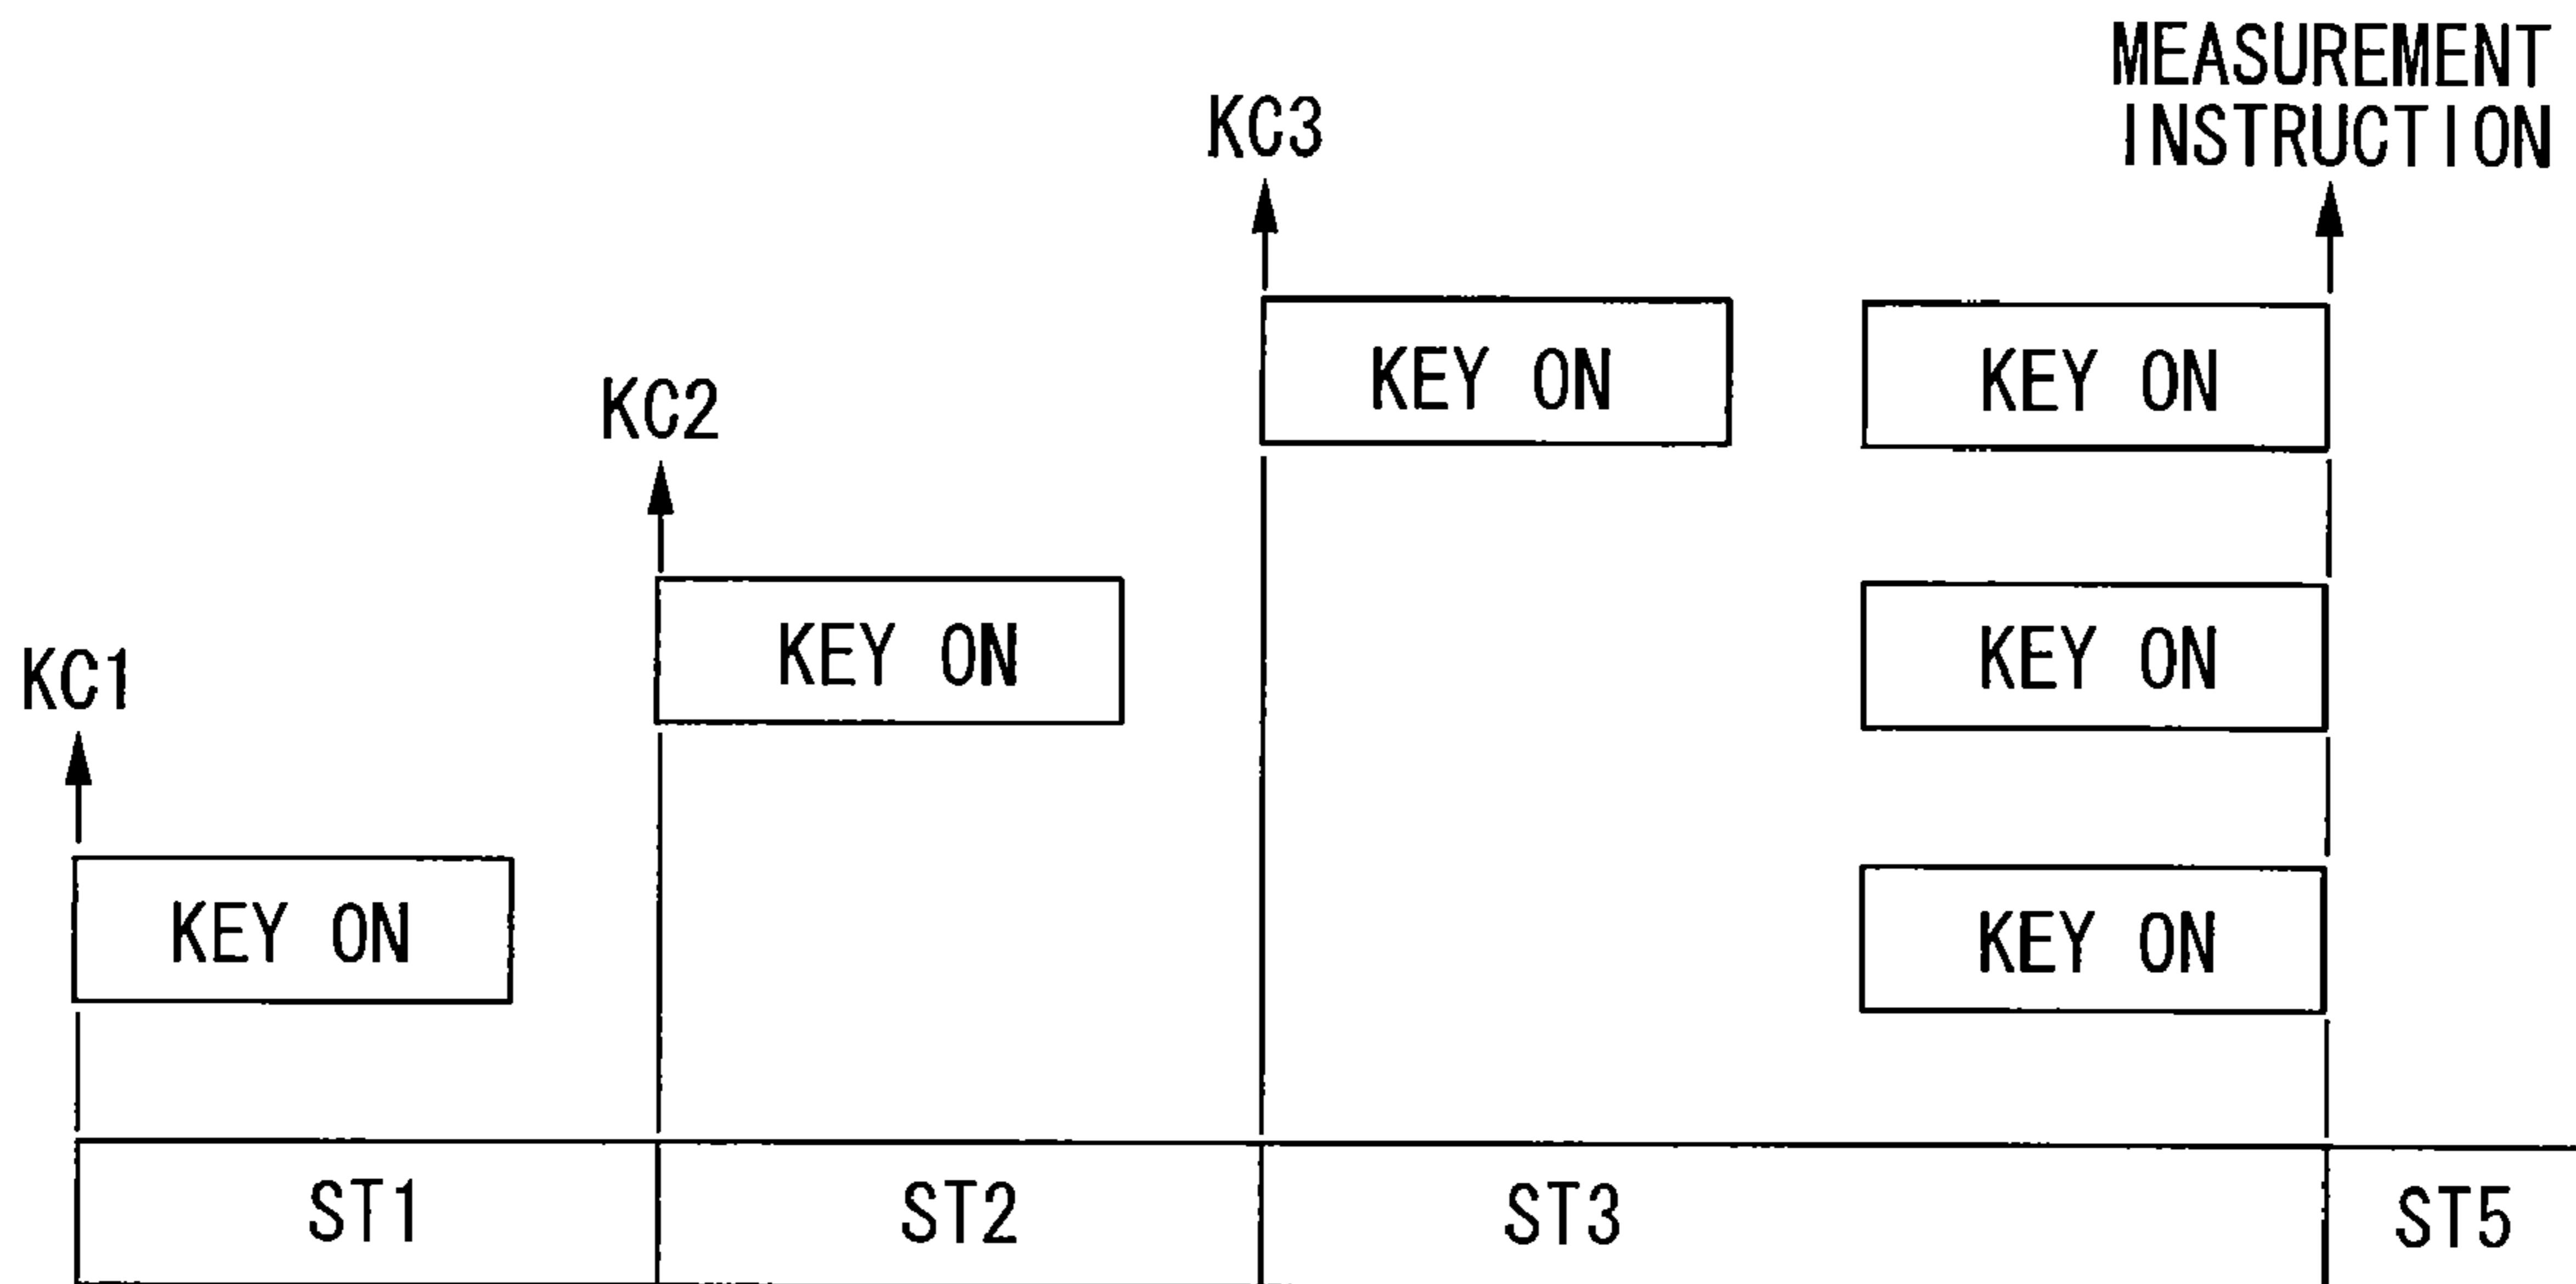 MEASUREMENT
INSTRUCTION
KC3
KEY ON
KEY ON
KC2
KEY ON
KEY ON
KC1
KEY ON
KEY ON
ST1
ST2
ST3
ST5